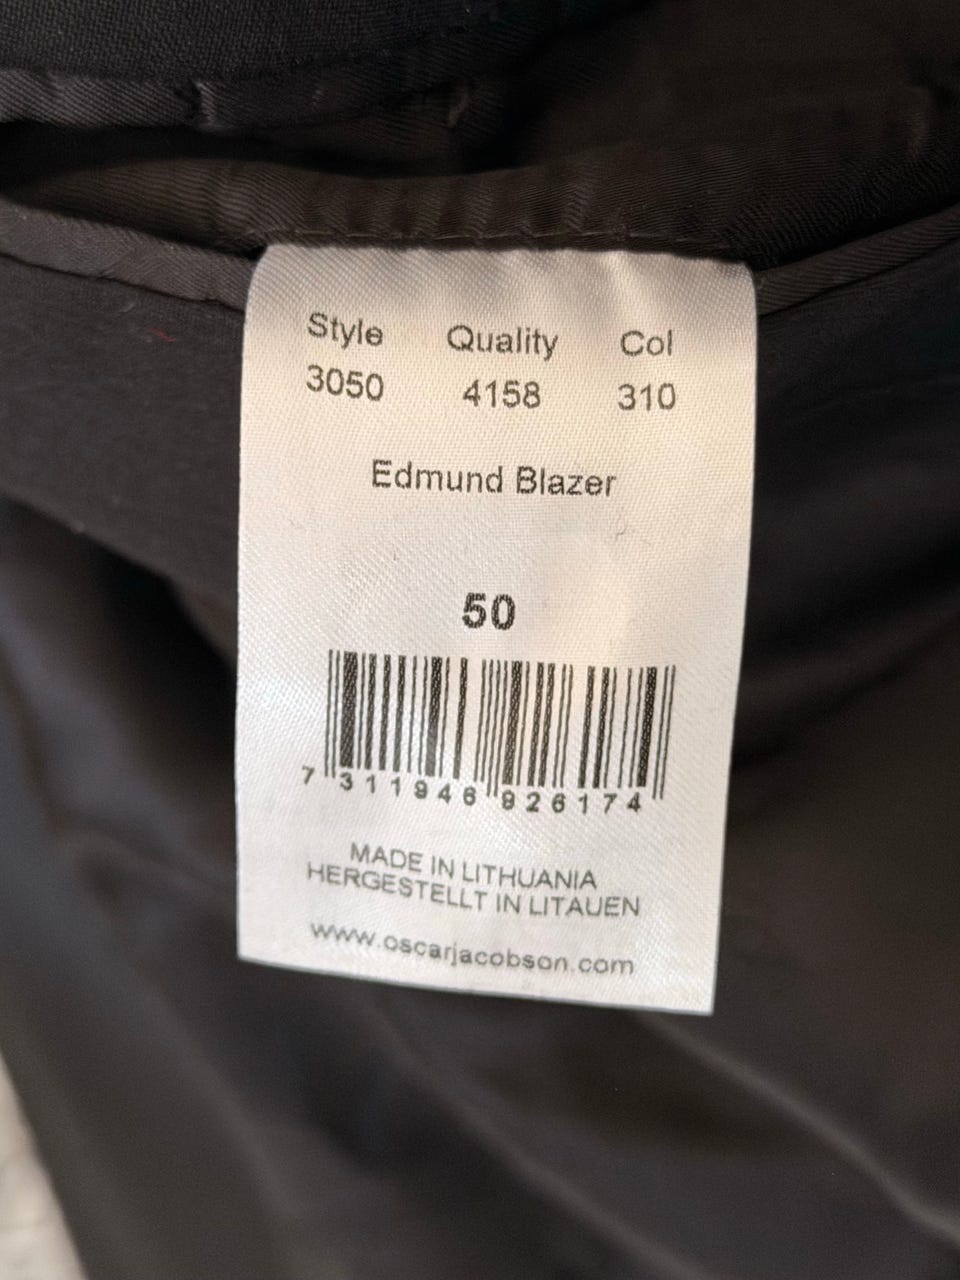 Style Quality Col
3050 4158 310
Edmund Blazer
50
7 311946 926174
MADE IN LITHUANIA
HERGESTELLT IN LITAUEN
www.oscarjacobson.com